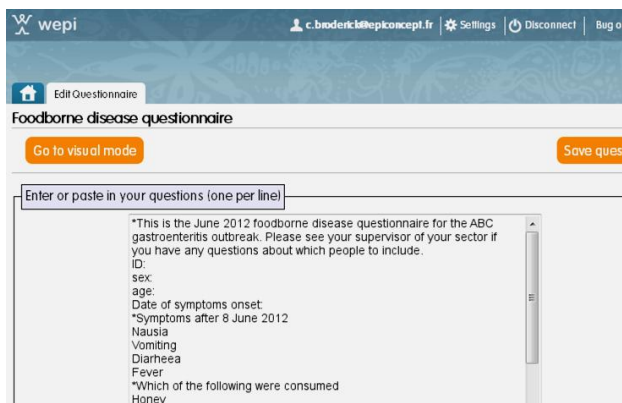 wepi
c.broderick@epiconcept.fr Settings Disconnect Bug o
Edit Questionnaire
Foodborne disease questionnaire
Go to visual mode
Save ques
Enter or paste in your questions (one per line)
*This is the June 2012 foodborne disease questionnaire for the ABC
gastroenteritis outbreak. Please see your supervisor of your sector if
you have any questions about which people to include.
ID:
sex:
age:
Date of symptoms onset:
*Symptoms after 8 June 2012
Nausia
Vomiting
Diarheea
Fever
*Which of the following were consumed
Honey